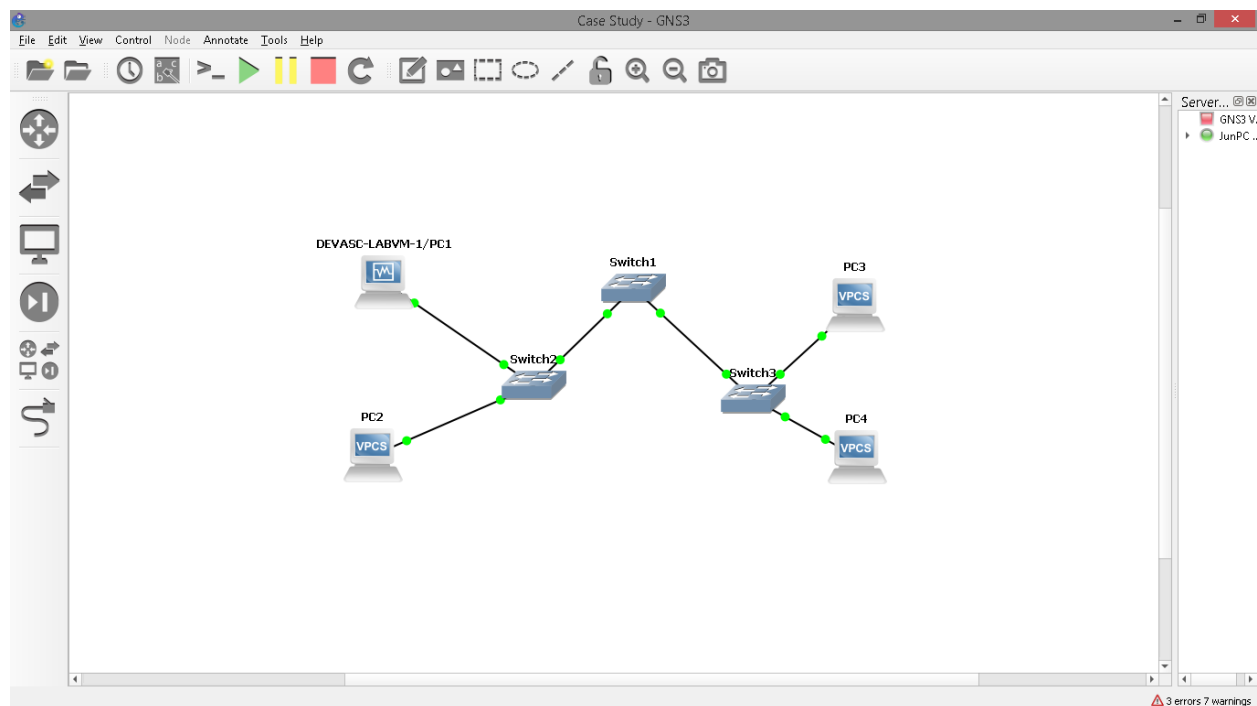 Case Study - GNS3
File Edit View Control Node Annotate Tools Help
Server...
GNS3 V.
JunPC ..
DEVASC-LABVM-1/PC1
Switch1
PC3
VPCS
Switch2
Switch3
PC2
VPCS
PC4
VPCS
3 errors 7 warnings